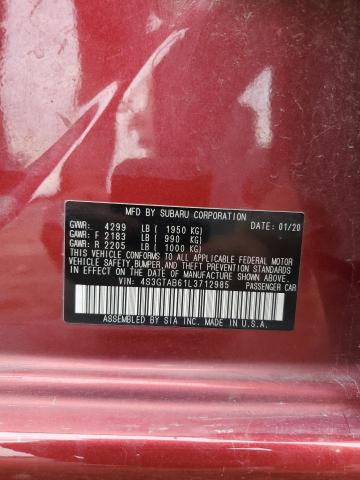 MFD BY SUBARU CORPORATION DATE: 01/20
GVWR: 4299 LB ( 1950 KG)
GAWR: F 2183 LB ( 990 KG)
GAWR: R 2205 LB ( 1000 KG)
THIS VEHICLE CONFORMS TO ALL APPLICABLE FEDERAL MOTOR
VEHICLE SAFETY, BUMPER, AND THEFT PREVENTION STANDARDS
IN EFFECT ON THE DATE OF MANUFACTURE SHOWN ABOVE.
VIN: 4S3GTAB61L3712985 PASSENGER CAR
ASSEMBLED BY SIA INC. MADE IN U.S.A.